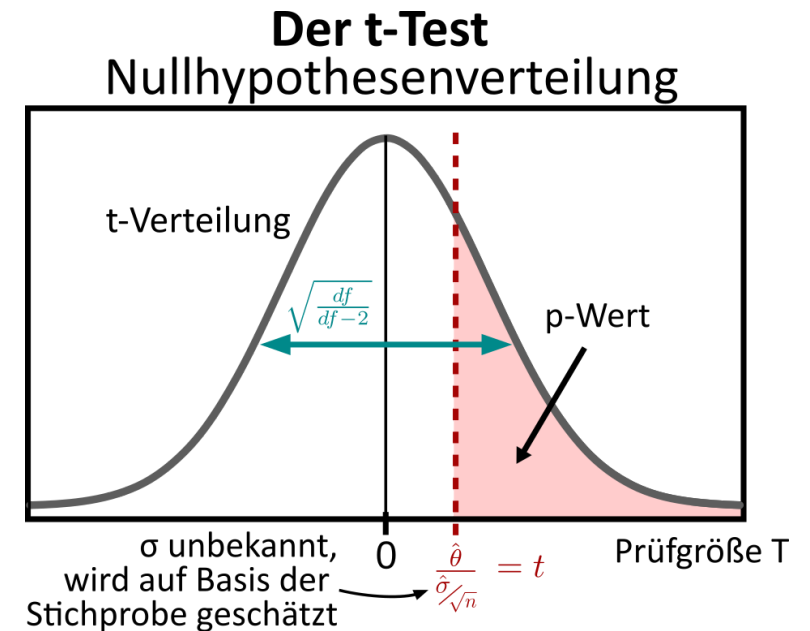 Der t-Test
Nullhypothesenverteilung
t-Verteilung
√(df/(df−2))
p-Wert
σ unbekannt,
wird auf Basis der
Stichprobe geschätzt
0
θ̂/(σ̂/√n) = t
Prüfgröße T